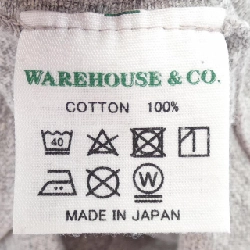 WAREHOUSE & CO.
COTTON 100%
40
W
MADE IN JAPAN